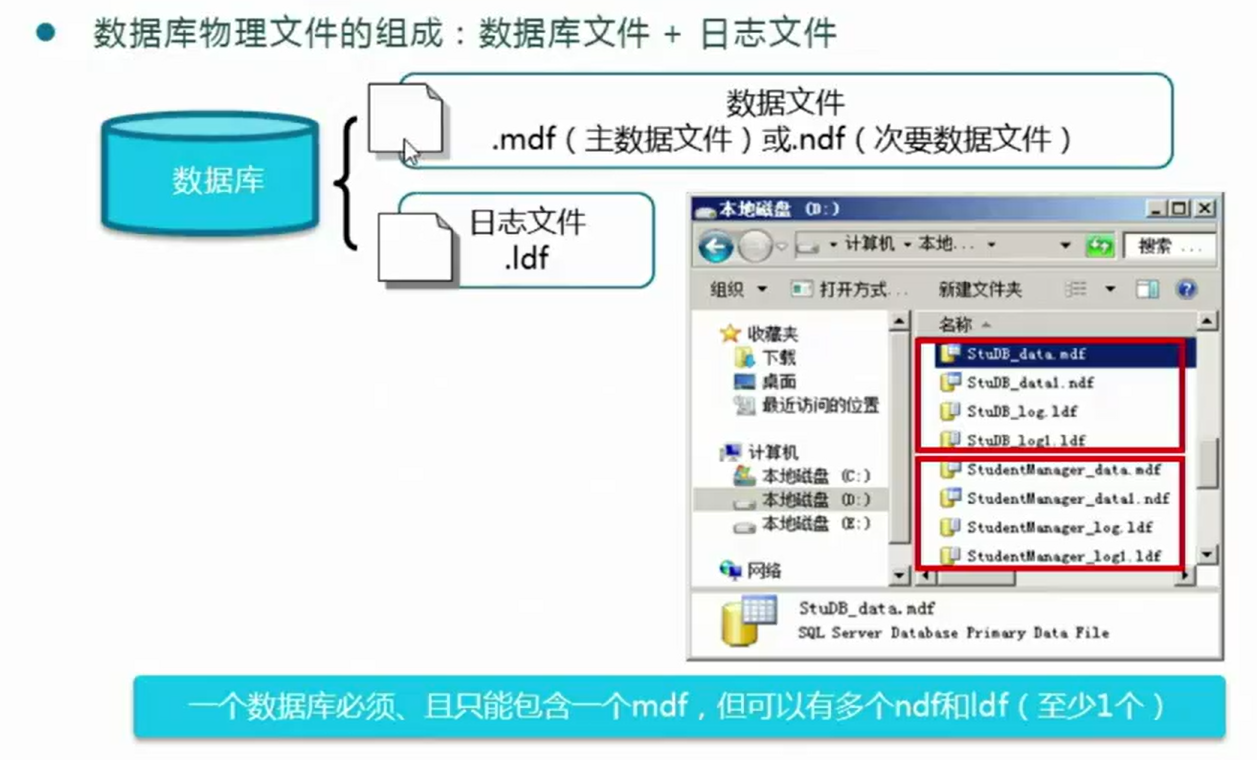 数据库物理文件的组成：数据库文件 + 日志文件
数据库
数据文件
.mdf（主数据文件）或.ndf（次要数据文件）
日志文件
.ldf
本地磁盘 (D:)
计算机 本地... 搜索 ...
组织 打开方式... 新建文件夹
收藏夹
下载
桌面
最近访问的位置
计算机
本地磁盘 (C:)
本地磁盘 (D:)
本地磁盘 (E:)
网络
名称
StuDB_data.mdf
StuDB_data1.ndf
StuDB_log.ldf
StuDB_log1.ldf
StudentManager_data.mdf
StudentManager_data1.ndf
StudentManager_log.ldf
StudentManager_log1.ldf
StuDB_data.mdf
SQL Server Database Primary Data File
一个数据库必须、且只能包含一个mdf，但可以有多个ndf和ldf（至少1个）